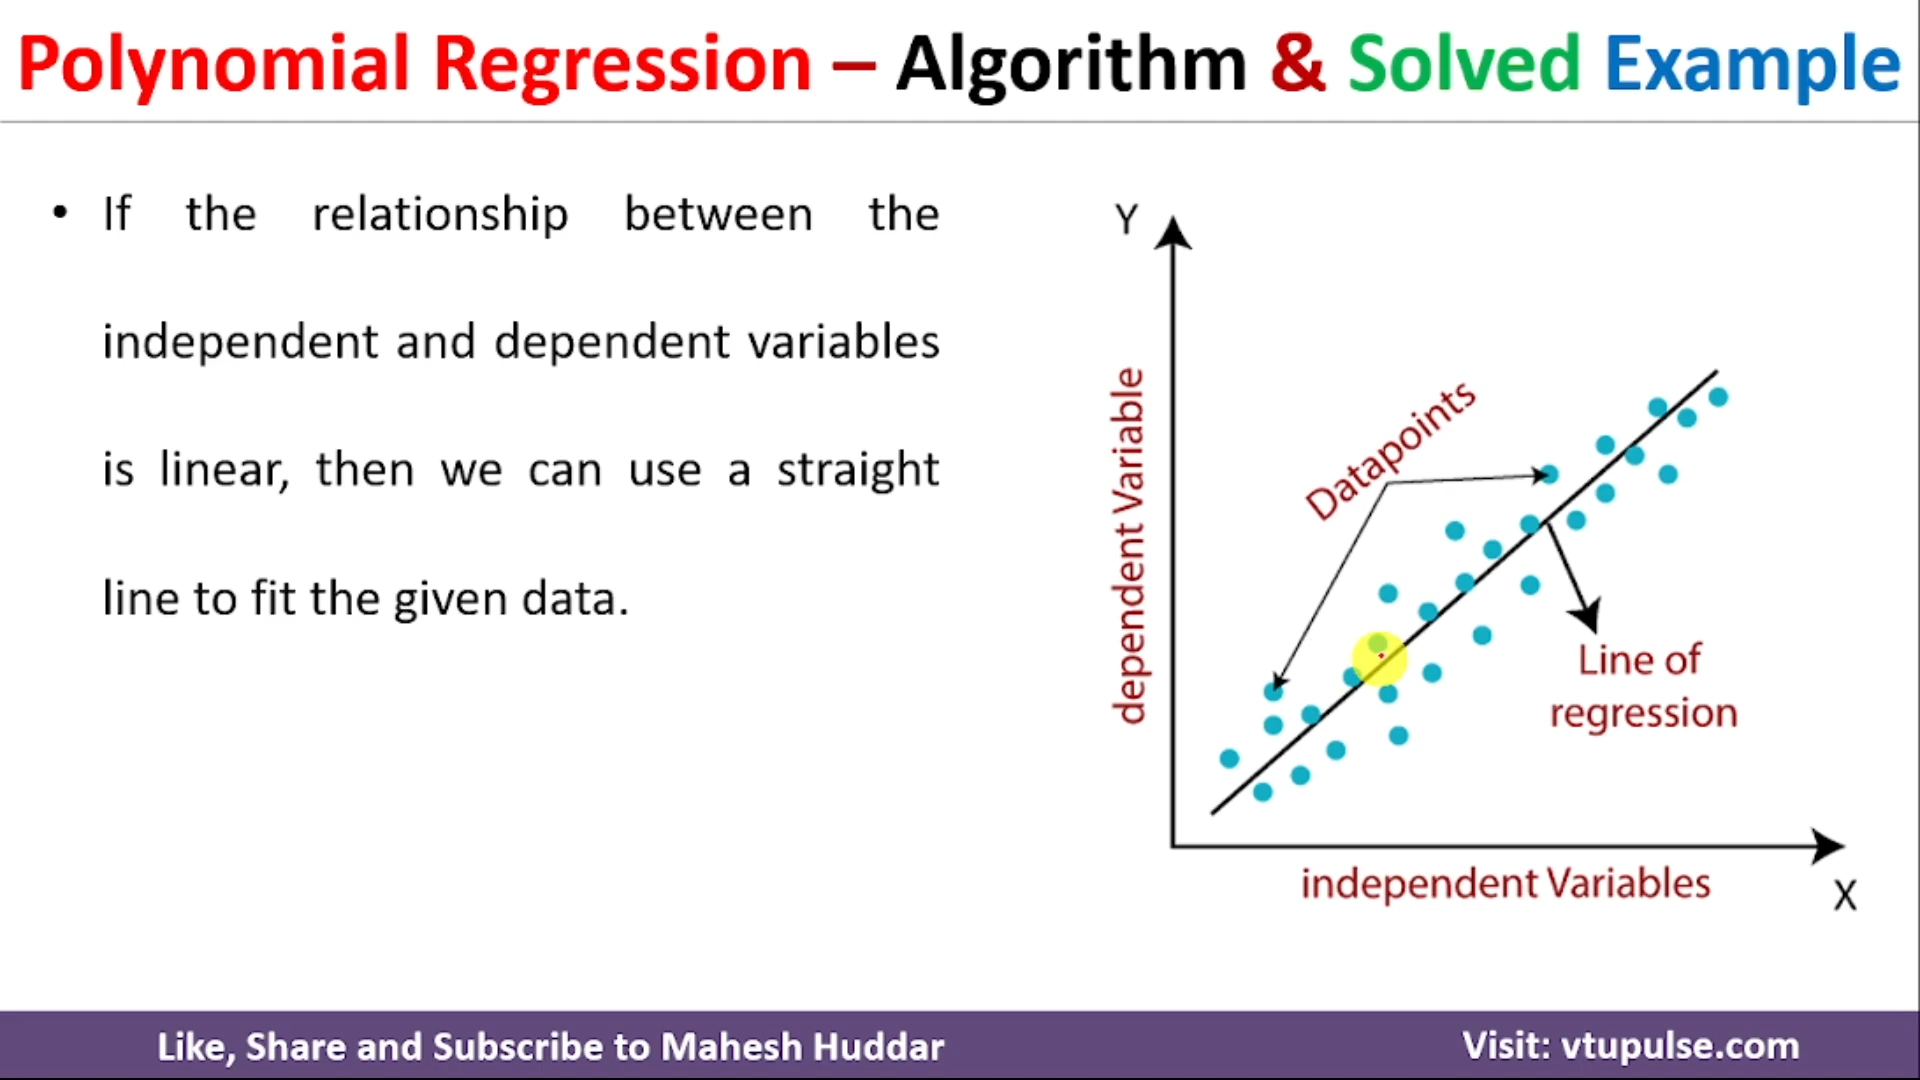 Polynomial Regression – Algorithm & Solved Example
• If the relationship between the
independent and dependent variables
is linear, then we can use a straight
line to fit the given data.
Y
dependent Variable
Datapoints
Line of
regression
independent Variables
X
Like, Share and Subscribe to Mahesh Huddar
Visit: vtupulse.com